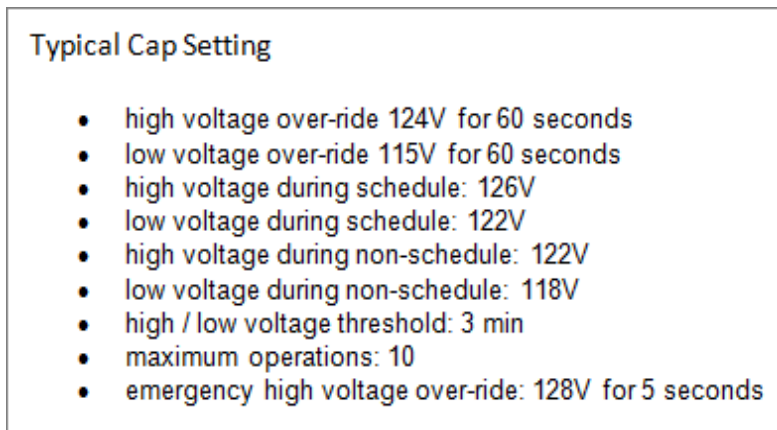 Typical Cap Setting
• high voltage over-ride 124V for 60 seconds
• low voltage over-ride 115V for 60 seconds
• high voltage during schedule: 126V
• low voltage during schedule: 122V
• high voltage during non-schedule: 122V
• low voltage during non-schedule: 118V
• high / low voltage threshold: 3 min
• maximum operations: 10
• emergency high voltage over-ride: 128V for 5 seconds